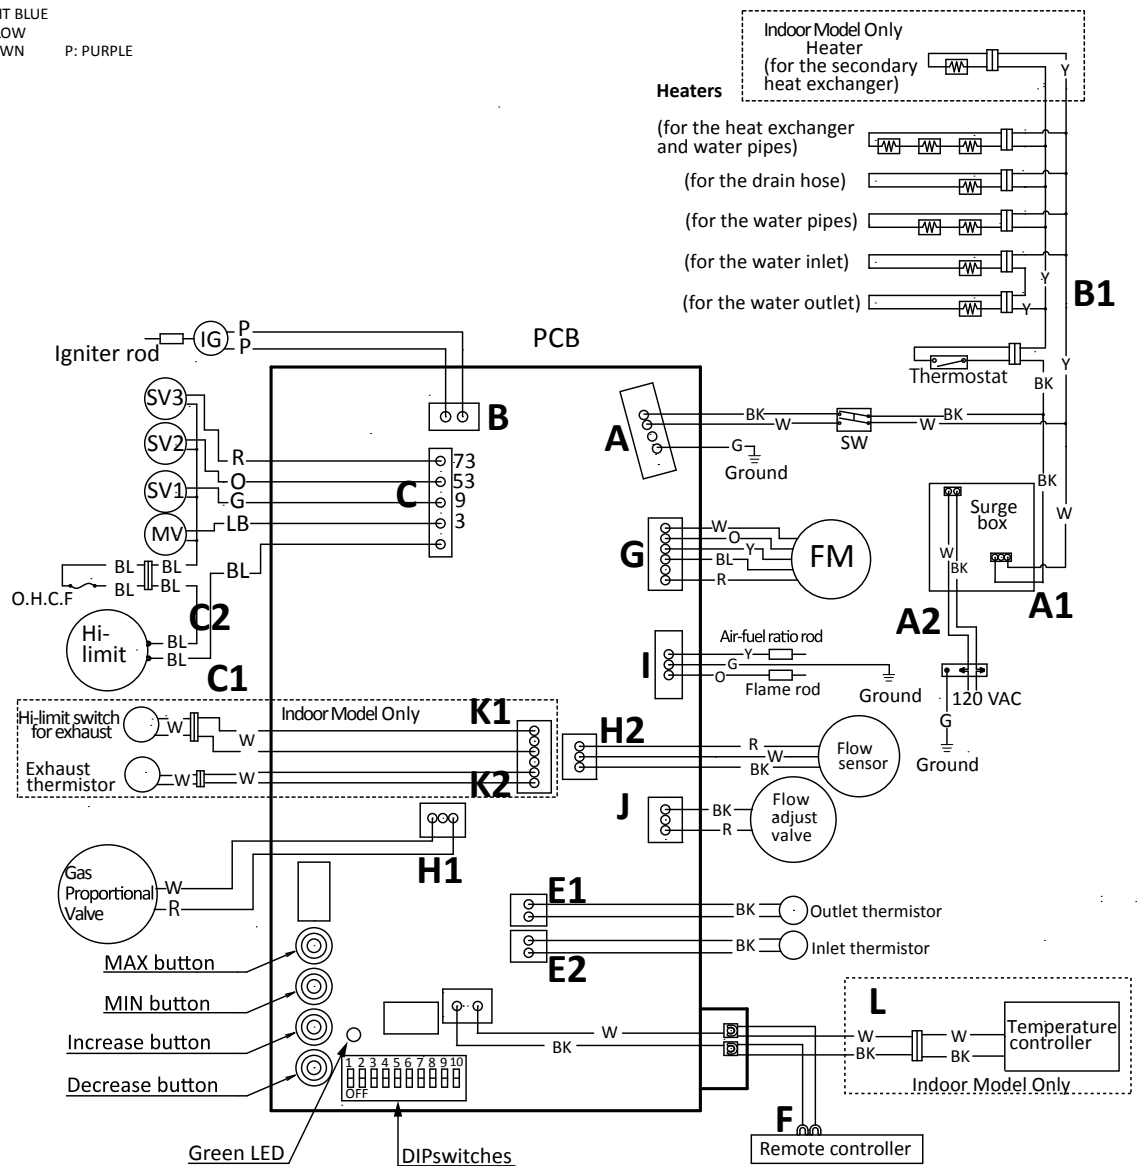 IT BLUE
OW
WN P: PURPLE
Indoor Model Only
Heater
(for the secondary
heat exchanger)
Y
Heaters
(for the heat exchanger
and water pipes)
(for the drain hose)
(for the water pipes)
(for the water inlet)
Y
B1
(for the water outlet)
Y
IG
P
P
Igniter rod
PCB
Thermostat
Y
BK
SV3
B
SV2
A
BK
W
SW
BK
W
G
Ground
R
73
O
53
SV1
G
C
9
MV
LB
3
BK
Surge
box
W
G
W
O
Y
BL
R
FM
W
BK
BL
BL
BL
BL
BL
O.H.C.F
C2
A2
A1
Hi-
limit
BL
BL
C1
I
Air-fuel ratio rod
Y
G
O
Flame rod
Ground
120 VAC
G
Ground
Hi-limit switch
for exhaust
W
W
Indoor Model Only
K1
Exhaust
thermistor
W
W
K2
H2
R
W
BK
Flow
sensor
J
BK
R
Flow
adjust
valve
H1
Gas
Proportional
Valve
W
R
E1
BK
Outlet thermistor
E2
BK
Inlet thermistor
MAX button
MIN button
Increase button
Decrease button
W
BK
1 2 3 4 5 6 7 8 9 10
OFF
L
W
BK
W
BK
Temperature
controller
Indoor Model Only
F
Remote controller
Green LED
DIPswitches